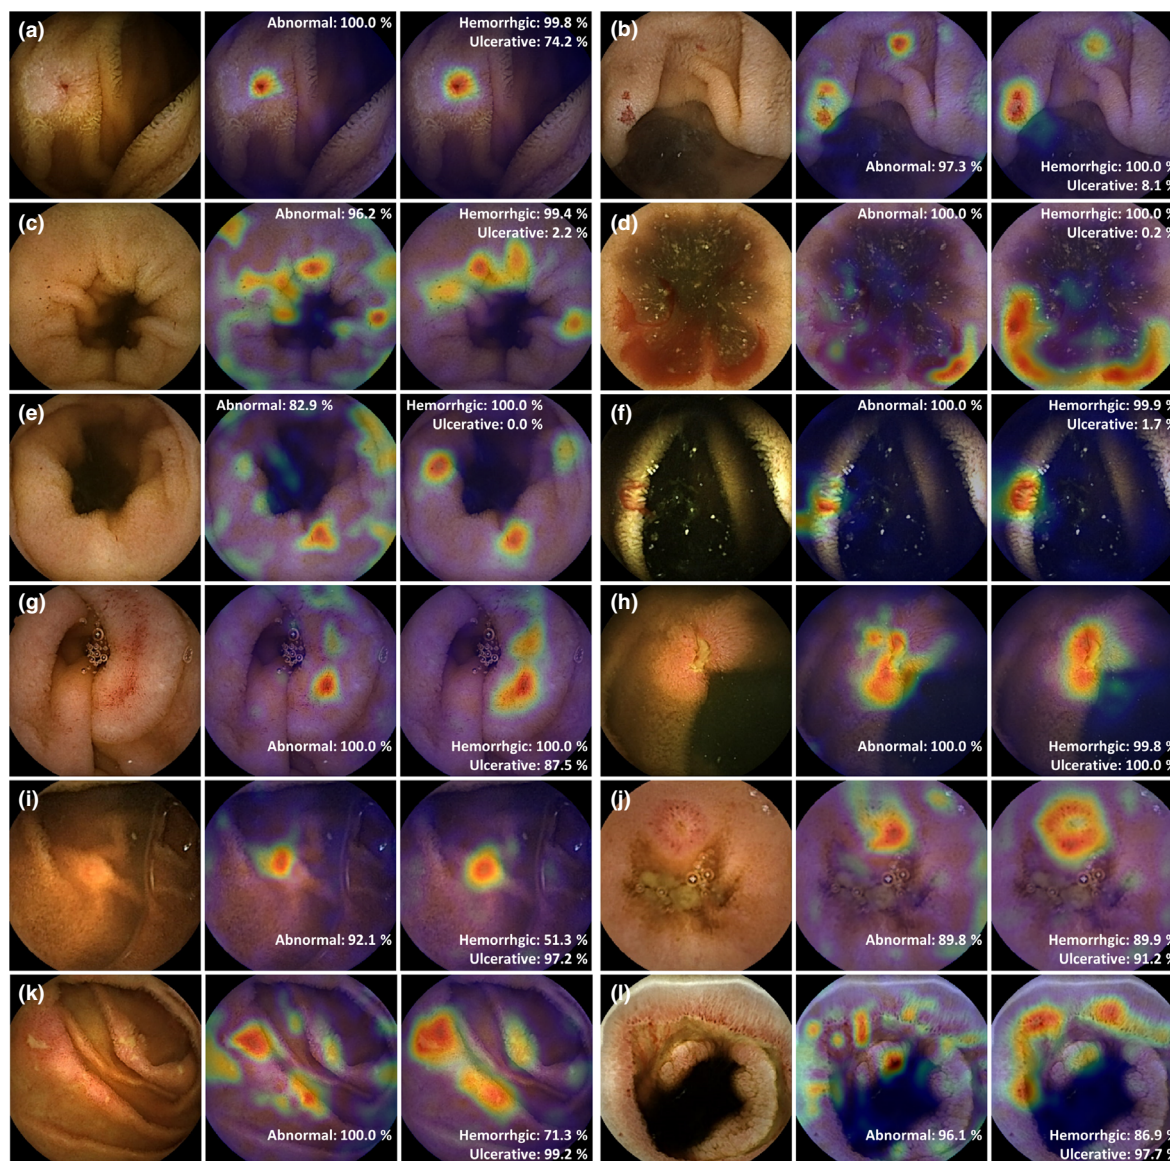 (a)
Abnormal: 100.0 %
Hemorrhgic: 99.8 %
Ulcerative: 74.2 %
(b)
Abnormal: 97.3 %
Hemorrhgic: 100.0 %
Ulcerative: 8.1 %
(c)
Abnormal: 96.2 %
Hemorrhgic: 99.4 %
Ulcerative: 2.2 %
(d)
Abnormal: 100.0 %
Hemorrhgic: 100.0 %
Ulcerative: 0.2 %
(e)
Abnormal: 82.9 %
Hemorrhgic: 100.0 %
Ulcerative: 0.0 %
(f)
Abnormal: 100.0 %
Hemorrhgic: 99.9 %
Ulcerative: 1.7 %
(g)
Abnormal: 100.0 %
Hemorrhgic: 100.0 %
Ulcerative: 87.5 %
(h)
Abnormal: 100.0 %
Hemorrhgic: 99.8 %
Ulcerative: 100.0 %
(i)
Abnormal: 92.1 %
Hemorrhgic: 51.3 %
Ulcerative: 97.2 %
(j)
Abnormal: 89.8 %
Hemorrhgic: 89.9 %
Ulcerative: 91.2 %
(k)
Abnormal: 100.0 %
Hemorrhgic: 71.3 %
Ulcerative: 99.2 %
(l)
Abnormal: 96.1 %
Hemorrhgic: 86.9 %
Ulcerative: 97.7 %